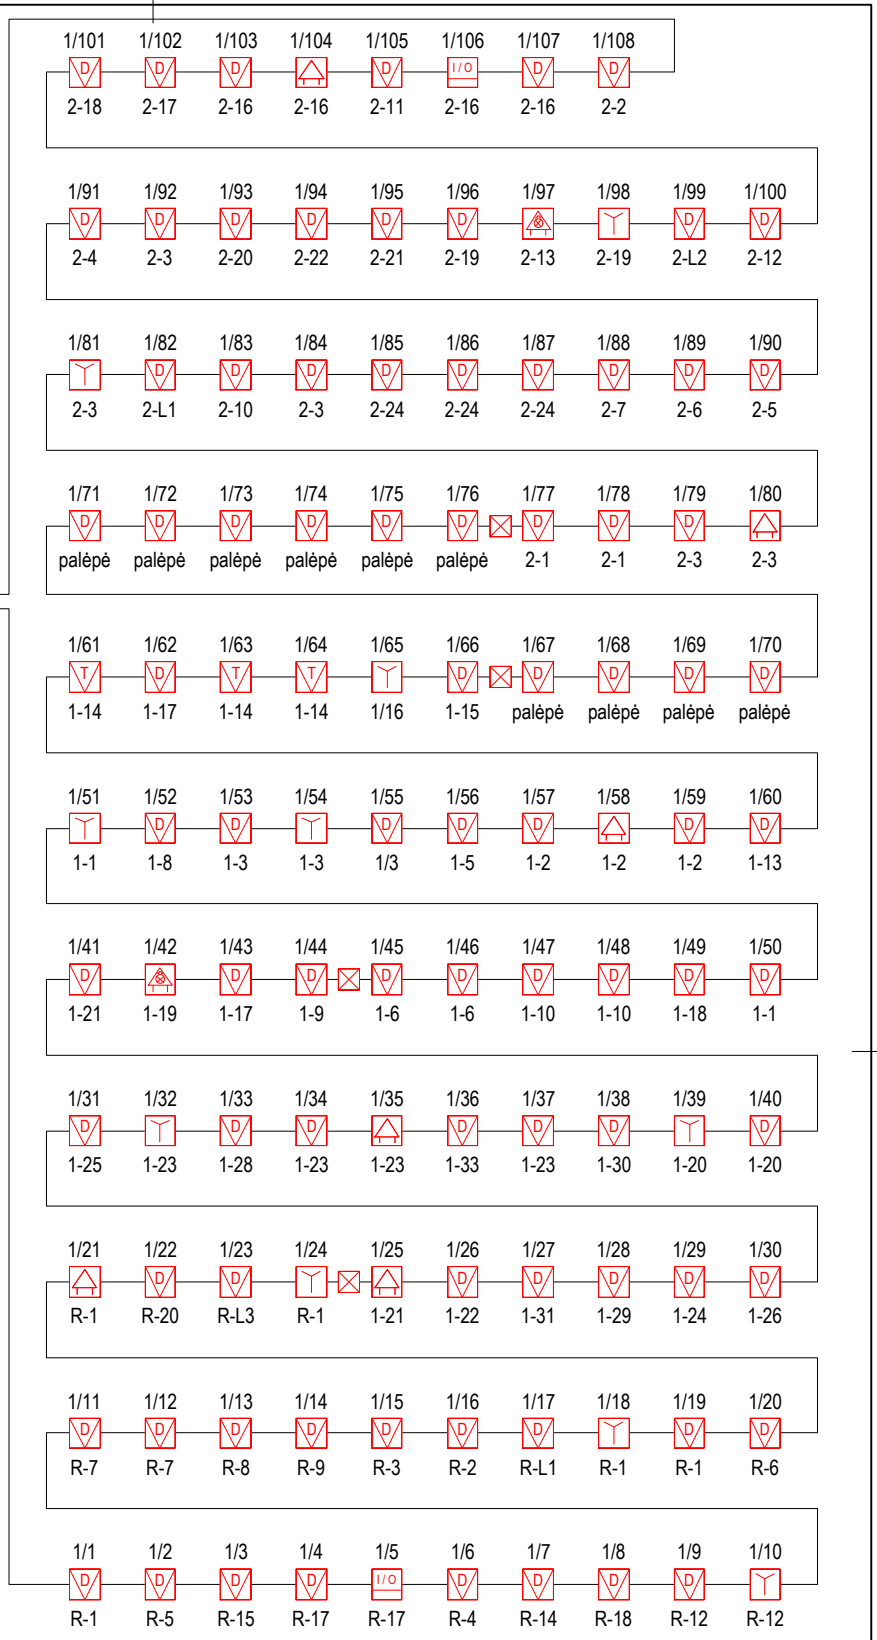 1/101 1/102 1/103 1/104 1/105 1/106 1/107 1/108
D D D D I/O D D
2-18 2-17 2-16 2-16 2-11 2-16 2-16 2-2
1/91 1/92 1/93 1/94 1/95 1/96 1/97 1/98 1/99 1/100
D D D D D D D D
2-4 2-3 2-20 2-22 2-21 2-19 2-13 2-19 2-L2 2-12
1/81 1/82 1/83 1/84 1/85 1/86 1/87 1/88 1/89 1/90
D D D D D D D D D
2-3 2-L1 2-10 2-3 2-24 2-24 2-24 2-7 2-6 2-5
1/71 1/72 1/73 1/74 1/75 1/76 1/77 1/78 1/79 1/80
D D D D D D D D D
palėpė palėpė palėpė palėpė palėpė palėpė 2-1 2-1 2-3 2-3
1/61 1/62 1/63 1/64 1/65 1/66 1/67 1/68 1/69 1/70
T D T T D D D D D
1-14 1-17 1-14 1-14 1/16 1-15 palėpė palėpė palėpė palėpė
1/51 1/52 1/53 1/54 1/55 1/56 1/57 1/58 1/59 1/60
D D D D D D D
1-1 1-8 1-3 1-3 1/3 1-5 1-2 1-2 1-2 1-13
1/41 1/42 1/43 1/44 1/45 1/46 1/47 1/48 1/49 1/50
D D D D D D D D D
1-21 1-19 1-17 1-9 1-6 1-6 1-10 1-10 1-18 1-1
1/31 1/32 1/33 1/34 1/35 1/36 1/37 1/38 1/39 1/40
D D D D D D D
1-25 1-23 1-28 1-23 1-23 1-33 1-23 1-30 1-20 1-20
1/21 1/22 1/23 1/24 1/25 1/26 1/27 1/28 1/29 1/30
D D D D D D D
R-1 R-20 R-L3 R-1 1-21 1-22 1-31 1-29 1-24 1-26
1/11 1/12 1/13 1/14 1/15 1/16 1/17 1/18 1/19 1/20
D D D D D D D D D
R-7 R-7 R-8 R-9 R-3 R-2 R-L1 R-1 R-1 R-6
1/1 1/2 1/3 1/4 1/5 1/6 1/7 1/8 1/9 1/10
D D D D I/O D D D D
R-1 R-5 R-15 R-17 R-17 R-4 R-14 R-18 R-12 R-12